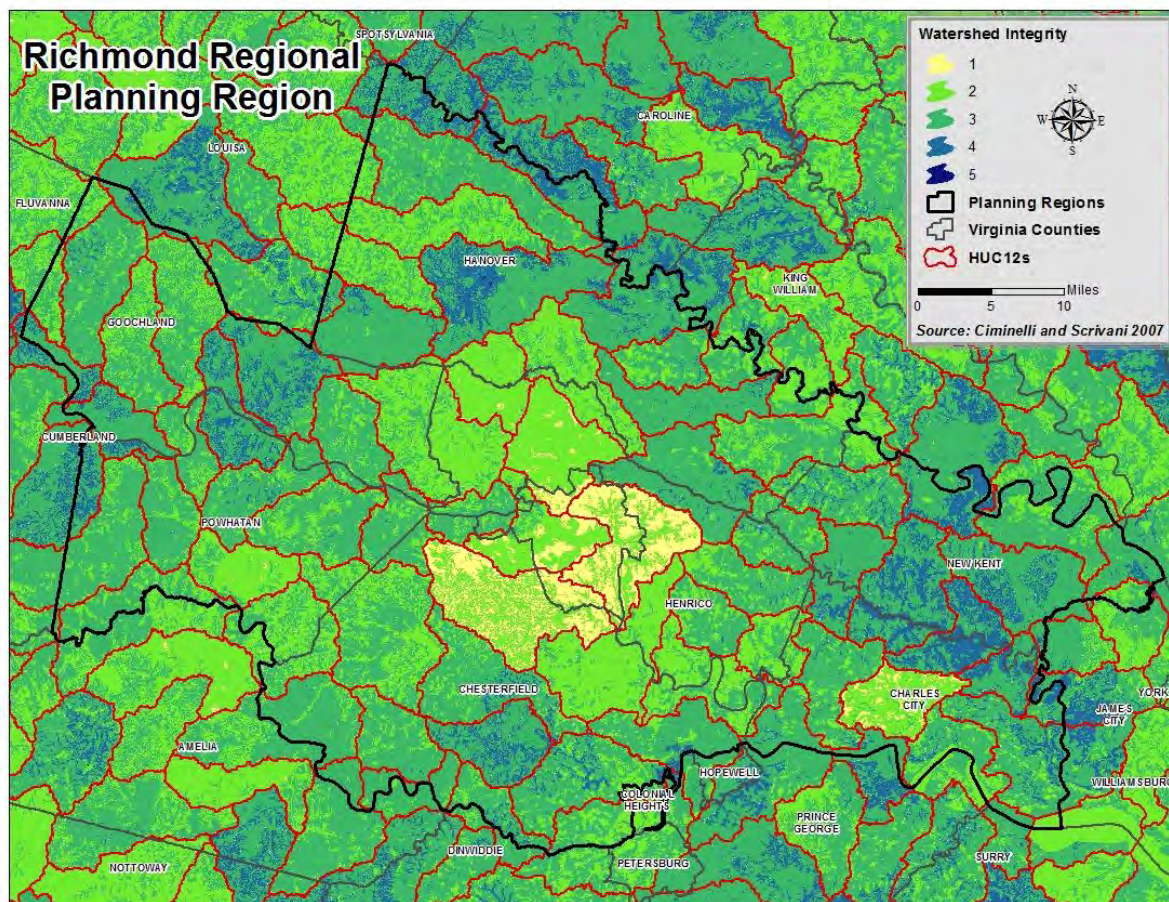 Richmond Regional
Planning Region
Watershed Integrity
1
2
3
4
5
N
W E
S
Planning Regions
Virginia Counties
HUC12s
Miles
0 5 10
Source: Ciminelli and Scrivani 2007
SPOTSYLVANIA
CAROLINE
LOUISA
FLUVANNA
HANOVER
KING
WILLIAM
GOOCHLAND
CUMBERLAND
POWHATAN
NEW KENT
HENRICO
CHESTERFIELD
CHARLES
CITY
YORK
JAMES
CITY
AMELIA
HOPEWELL
WILLIAMSBURG
COLONIAL
HEIGHTS
PRINCE
GEORGE
DINWIDDIE
SURRY
NOTTOWAY
PETERSBURG